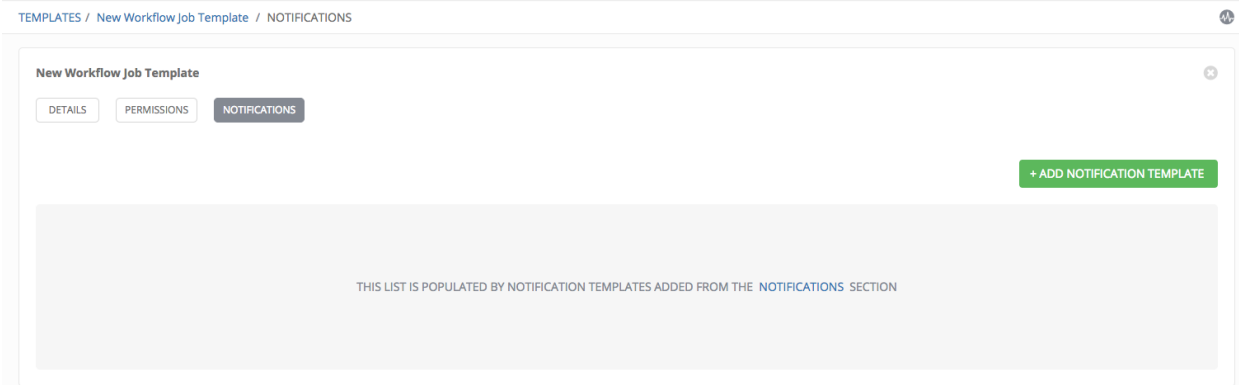 TEMPLATES / New Workflow Job Template / NOTIFICATIONS
New Workflow Job Template
DETAILS PERMISSIONS NOTIFICATIONS
+ ADD NOTIFICATION TEMPLATE
THIS LIST IS POPULATED BY NOTIFICATION TEMPLATES ADDED FROM THE NOTIFICATIONS SECTION